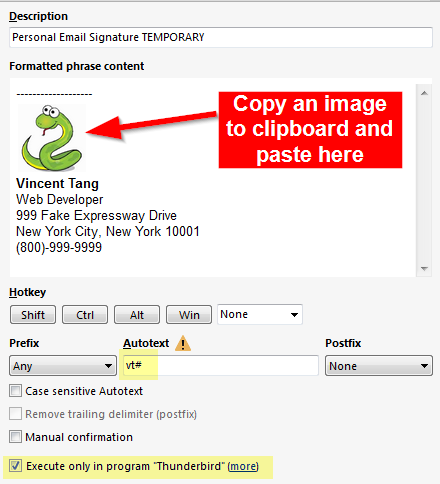 Description
Personal Email Signature TEMPORARY
Formatted phrase content
-------------------
Copy an image
to clipboard and
paste here
Vincent Tang
Web Developer
999 Fake Expressway Drive
New York City, New York 10001
(800)-999-9999
Hotkey
Shift Ctrl Alt Win None
Prefix Autotext Postfix
Any vt# None
Case sensitive Autotext
Remove trailing delimiter (postfix)
Manual confirmation
Execute only in program "Thunderbird" (more)